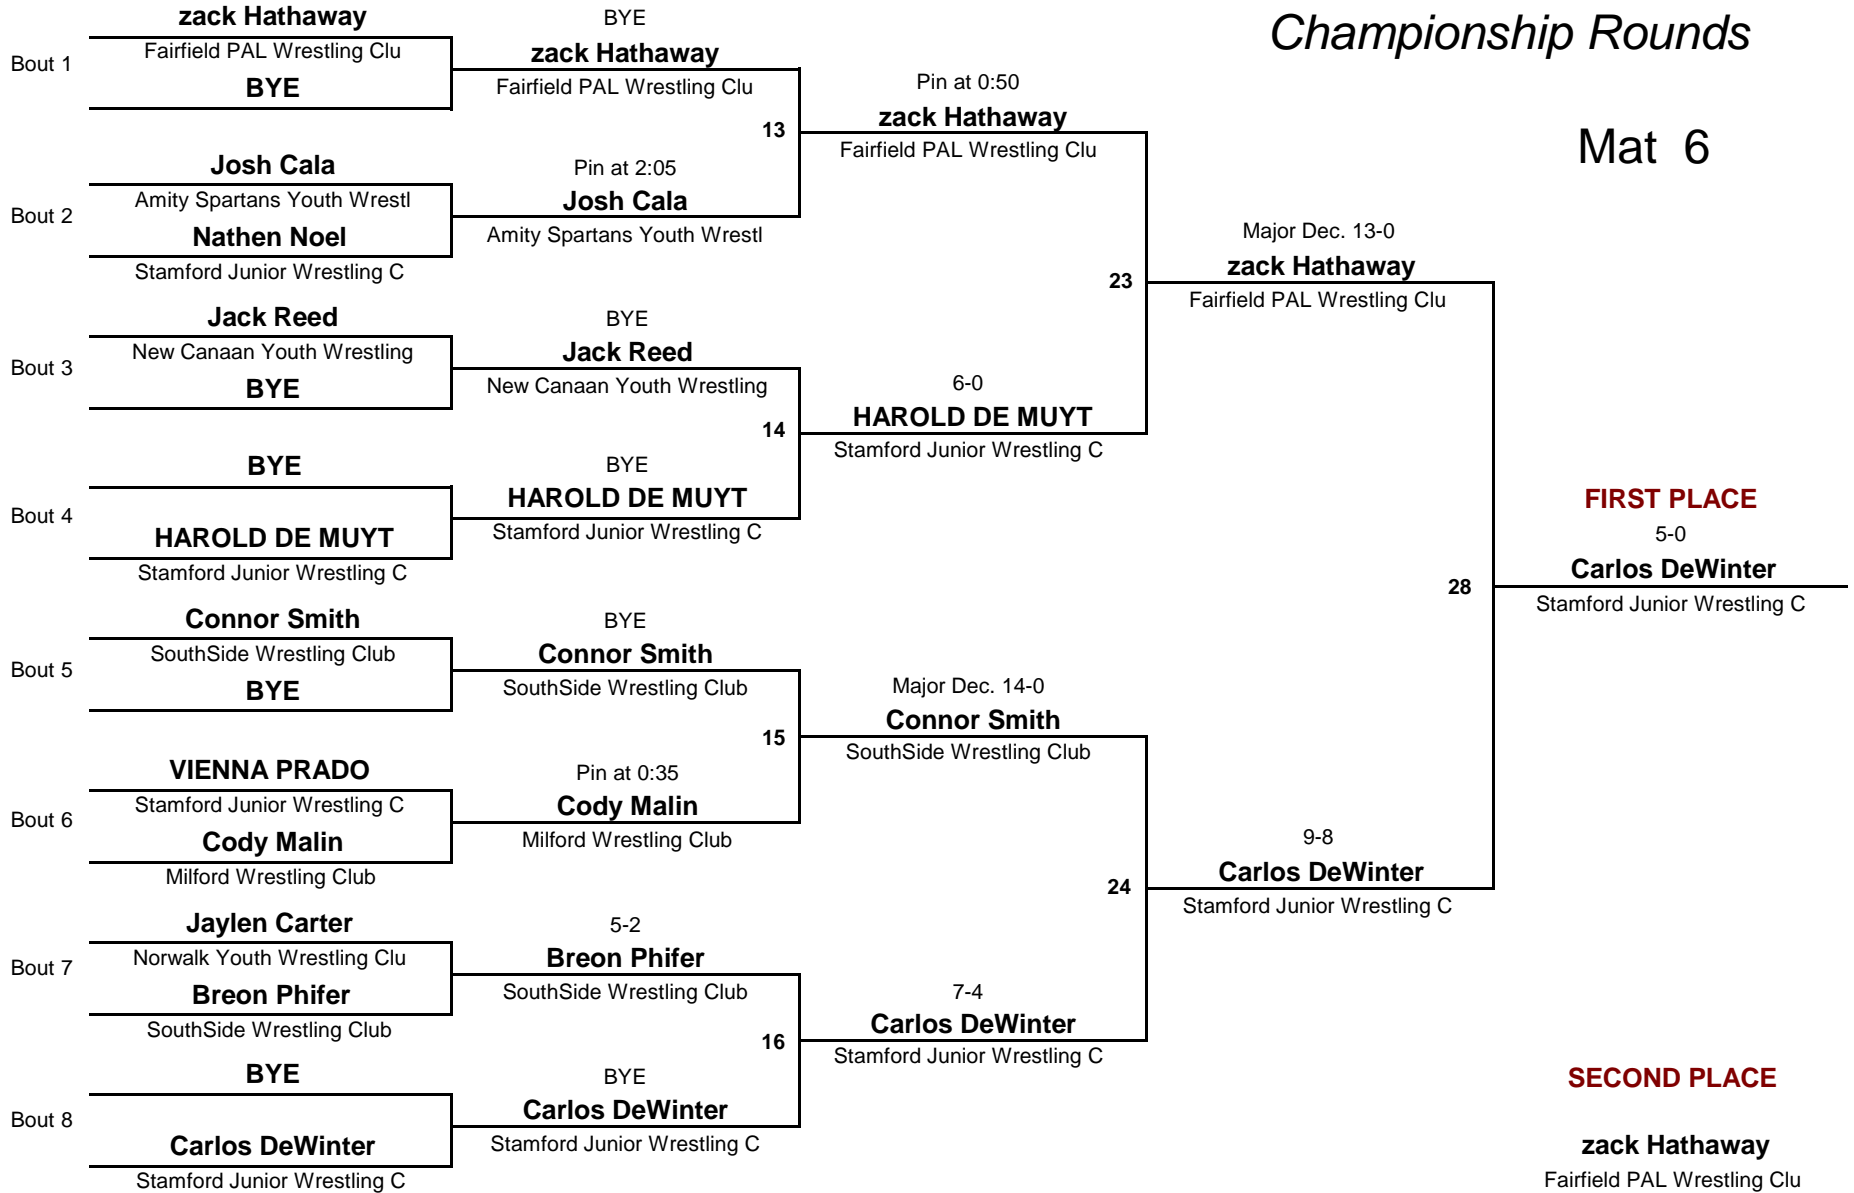 Championship Rounds
Mat 6
Bout 1
zack Hathaway
Fairfield PAL Wrestling Clu
BYE
Bout 2
Josh Cala
Amity Spartans Youth Wrestl
Nathen Noel
Stamford Junior Wrestling C
Bout 3
Jack Reed
New Canaan Youth Wrestling
BYE
Bout 4
BYE
HAROLD DE MUYT
Stamford Junior Wrestling C
Bout 5
Connor Smith
SouthSide Wrestling Club
BYE
Bout 6
VIENNA PRADO
Stamford Junior Wrestling C
Cody Malin
Milford Wrestling Club
Bout 7
Jaylen Carter
Norwalk Youth Wrestling Clu
Breon Phifer
SouthSide Wrestling Club
Bout 8
BYE
Carlos DeWinter
Stamford Junior Wrestling C
BYE
zack Hathaway
Fairfield PAL Wrestling Clu
13
Pin at 2:05
Josh Cala
Amity Spartans Youth Wrestl
BYE
Jack Reed
New Canaan Youth Wrestling
14
BYE
HAROLD DE MUYT
Stamford Junior Wrestling C
BYE
Connor Smith
SouthSide Wrestling Club
15
Pin at 0:35
Cody Malin
Milford Wrestling Club
5-2
Breon Phifer
SouthSide Wrestling Club
16
BYE
Carlos DeWinter
Stamford Junior Wrestling C
Pin at 0:50
zack Hathaway
Fairfield PAL Wrestling Clu
23
6-0
HAROLD DE MUYT
Stamford Junior Wrestling C
Major Dec. 14-0
Connor Smith
SouthSide Wrestling Club
24
7-4
Carlos DeWinter
Stamford Junior Wrestling C
Major Dec. 13-0
zack Hathaway
Fairfield PAL Wrestling Clu
28
9-8
Carlos DeWinter
Stamford Junior Wrestling C
FIRST PLACE
5-0
Carlos DeWinter
Stamford Junior Wrestling C
SECOND PLACE
zack Hathaway
Fairfield PAL Wrestling Clu